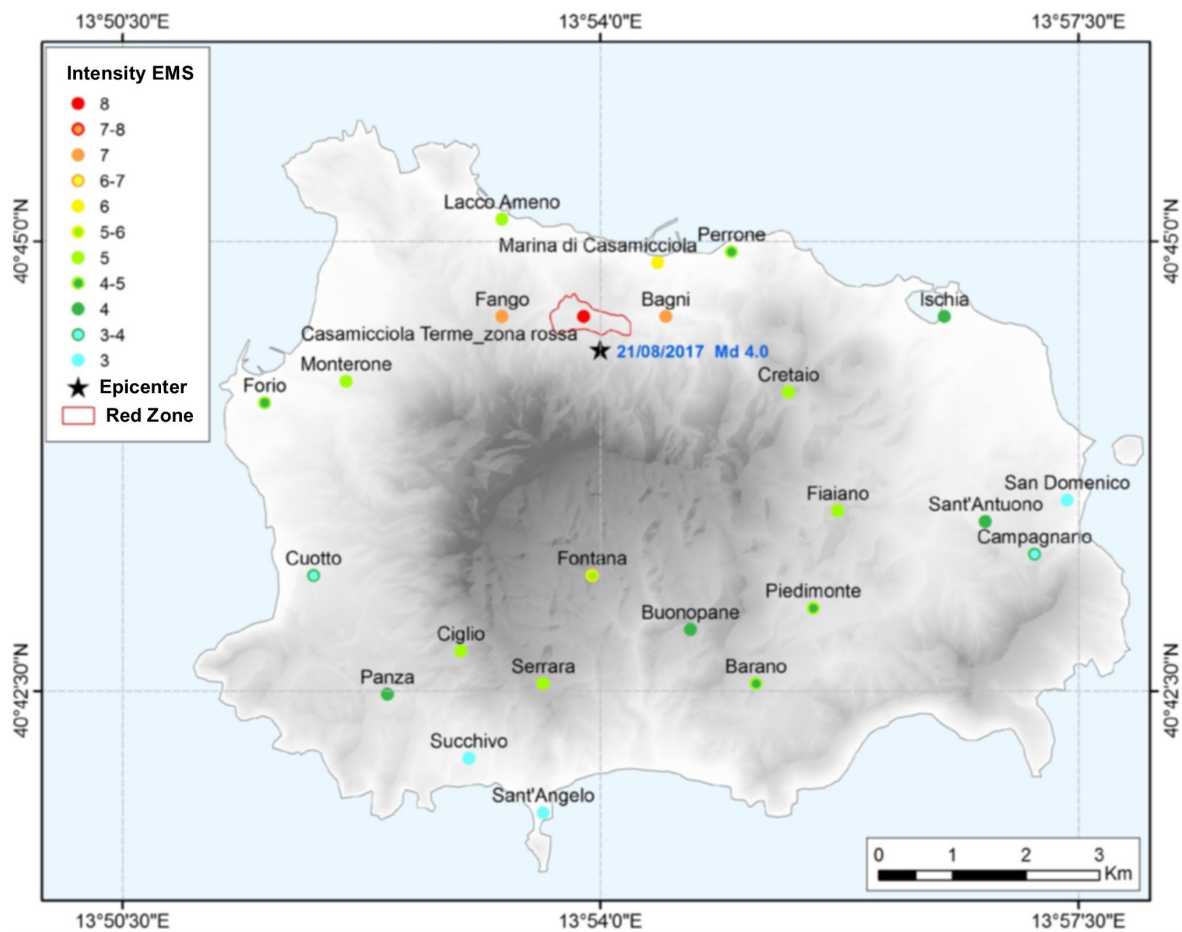 13°50'30"E 13°54'0"E 13°57'30"E
Intensity EMS
8
7-8
7
6-7
6
5-6
5
4-5
4
3-4
3
Epicenter
Red Zone
Lacco Ameno
Perrone
Marina di Casamicciola
40°45'0"N 40°45'0"N
Fango Bagni Ischia
Casamicciola Terme_zona rossa
21/08/2017 Md 4.0
Monterone
Cretaio
Forio
San Domenico
Fiaiano
Sant'Antuono
Campagnano
Cuotto Fontana
Piedimonte
Buonopane
Ciglio
Serrara Barano
Panza
40°42'30"N 40°42'30"N
Succhivo
Sant'Angelo
0 1 2 3
Km
13°50'30"E 13°54'0"E 13°57'30"E